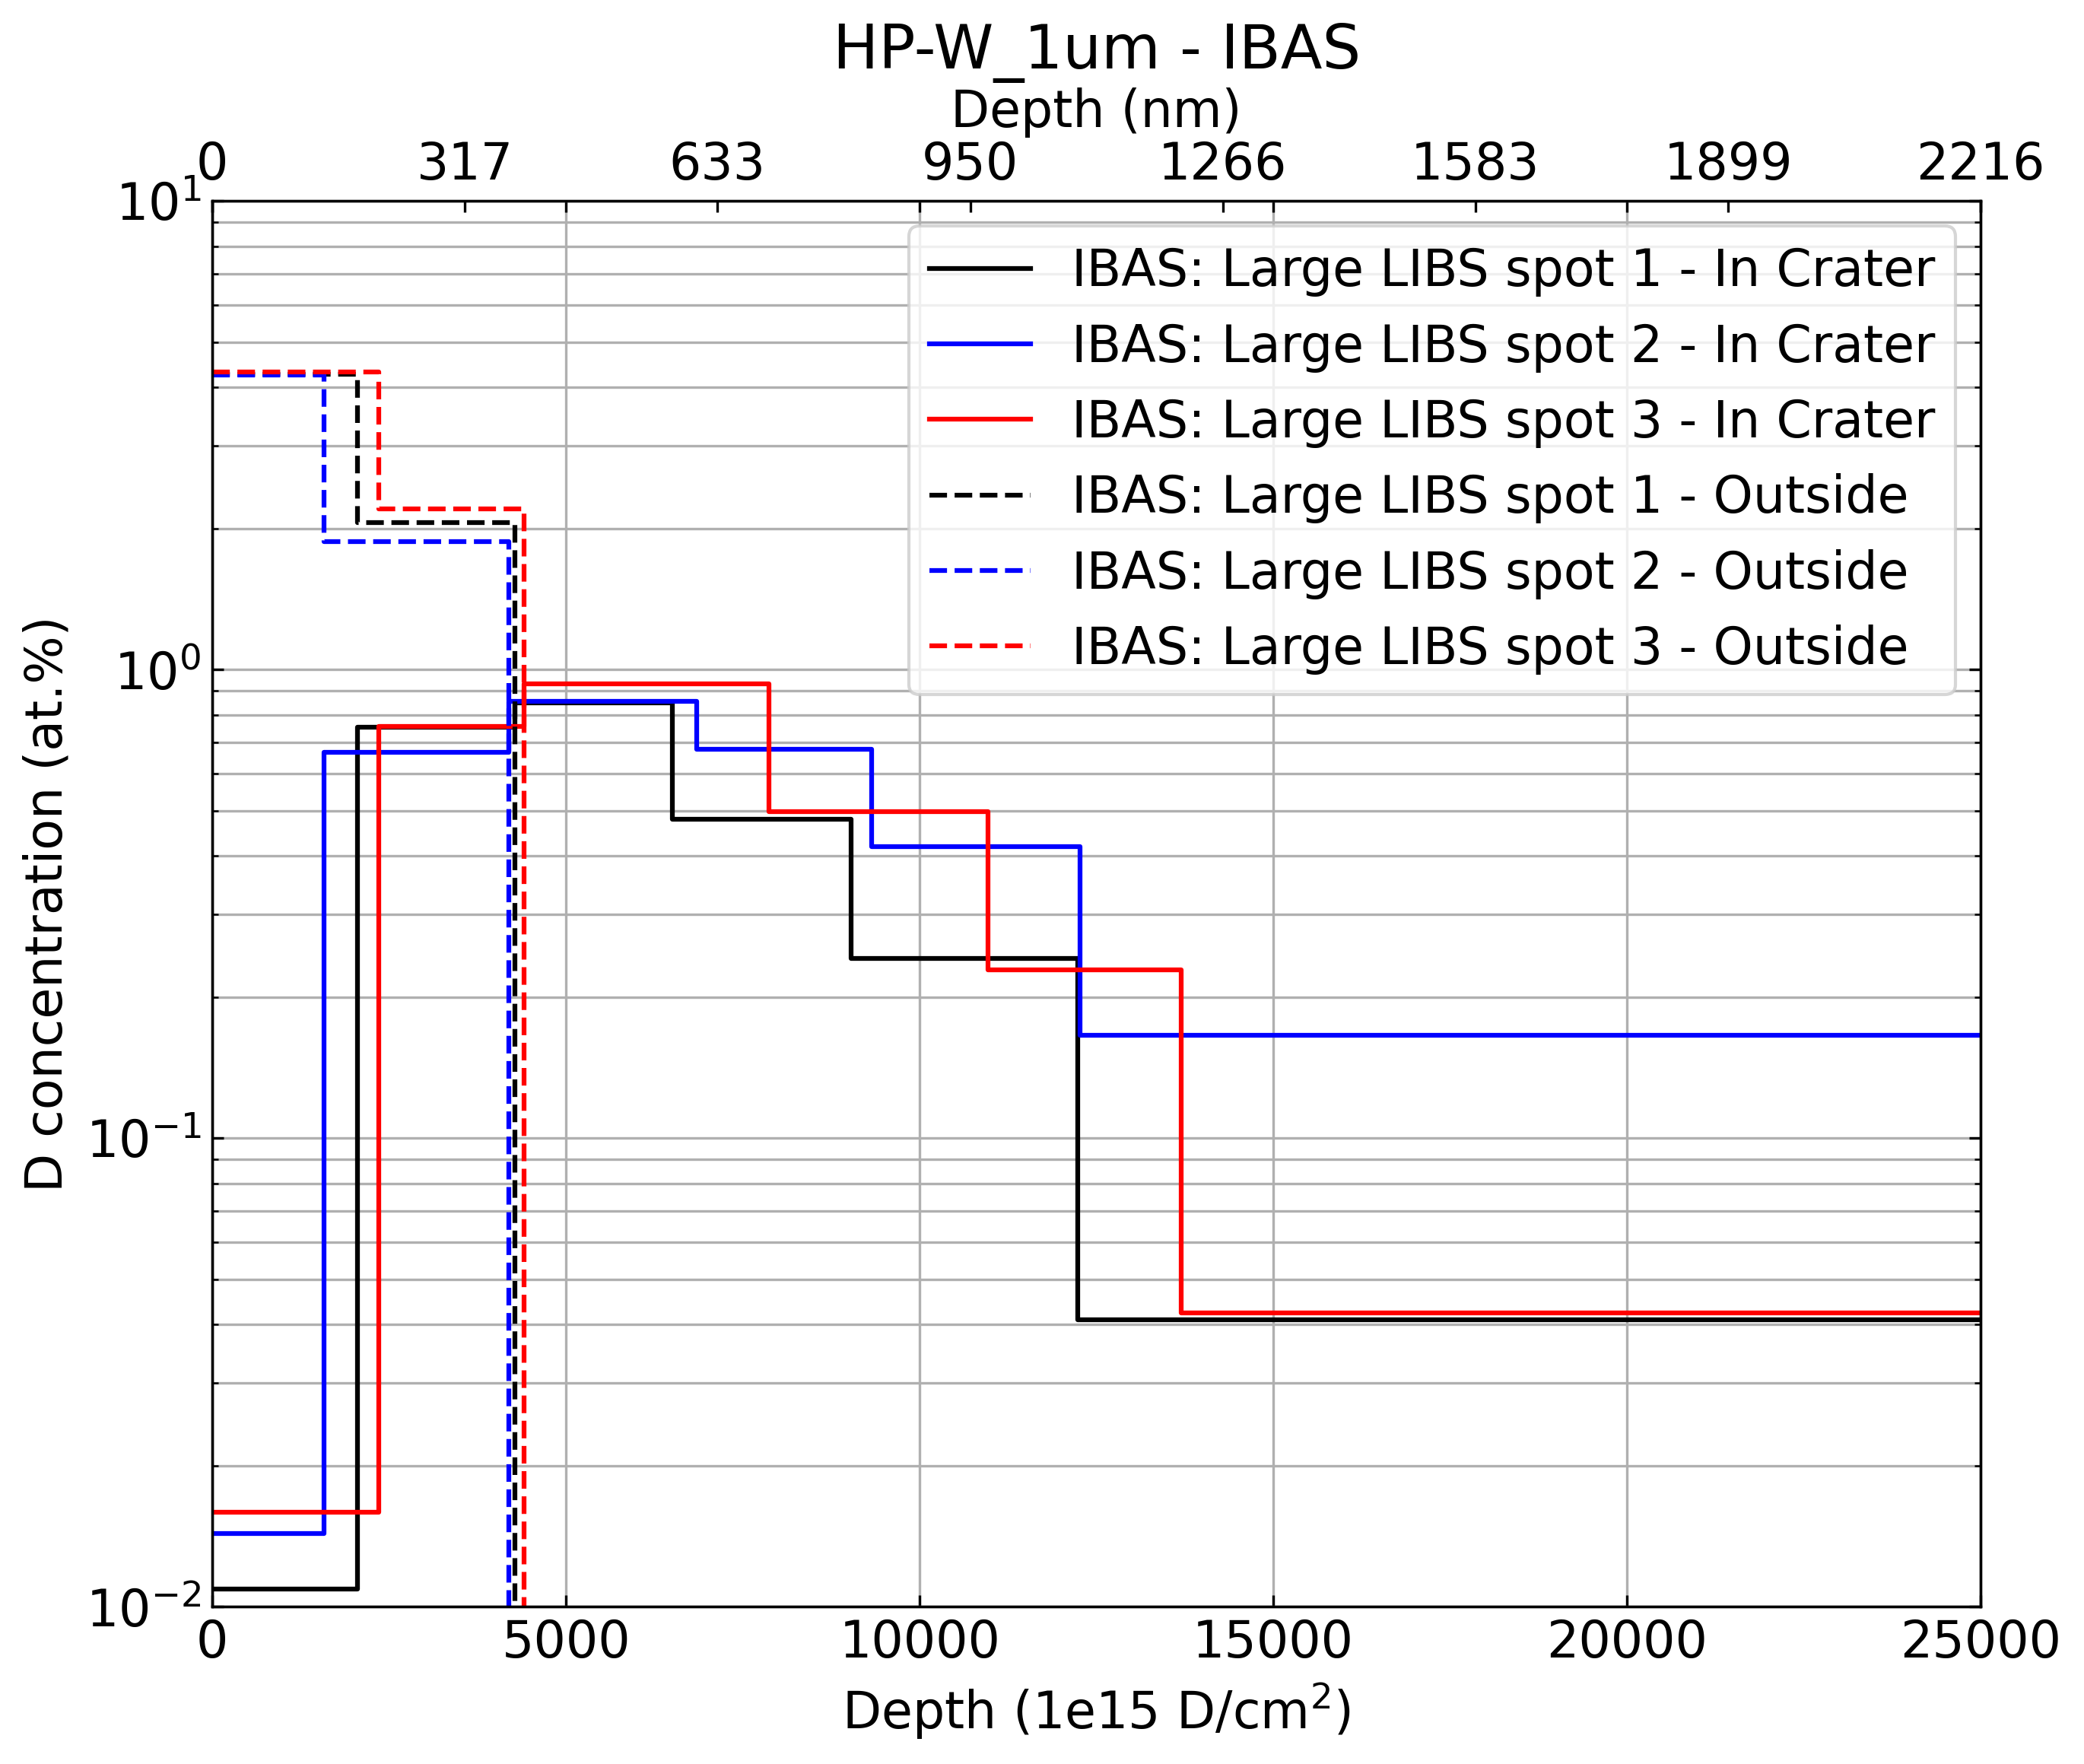 HP-W_1um - IBAS
Depth (nm)
0 317 633 950 1266 1583 1899 2216
10¹
IBAS: Large LIBS spot 1 - In Crater
IBAS: Large LIBS spot 2 - In Crater
IBAS: Large LIBS spot 3 - In Crater
IBAS: Large LIBS spot 1 - Outside
IBAS: Large LIBS spot 2 - Outside
IBAS: Large LIBS spot 3 - Outside
10⁰
10⁻¹
10⁻²
D concentration (at.%)
0 5000 10000 15000 20000 25000
Depth (1e15 D/cm²)